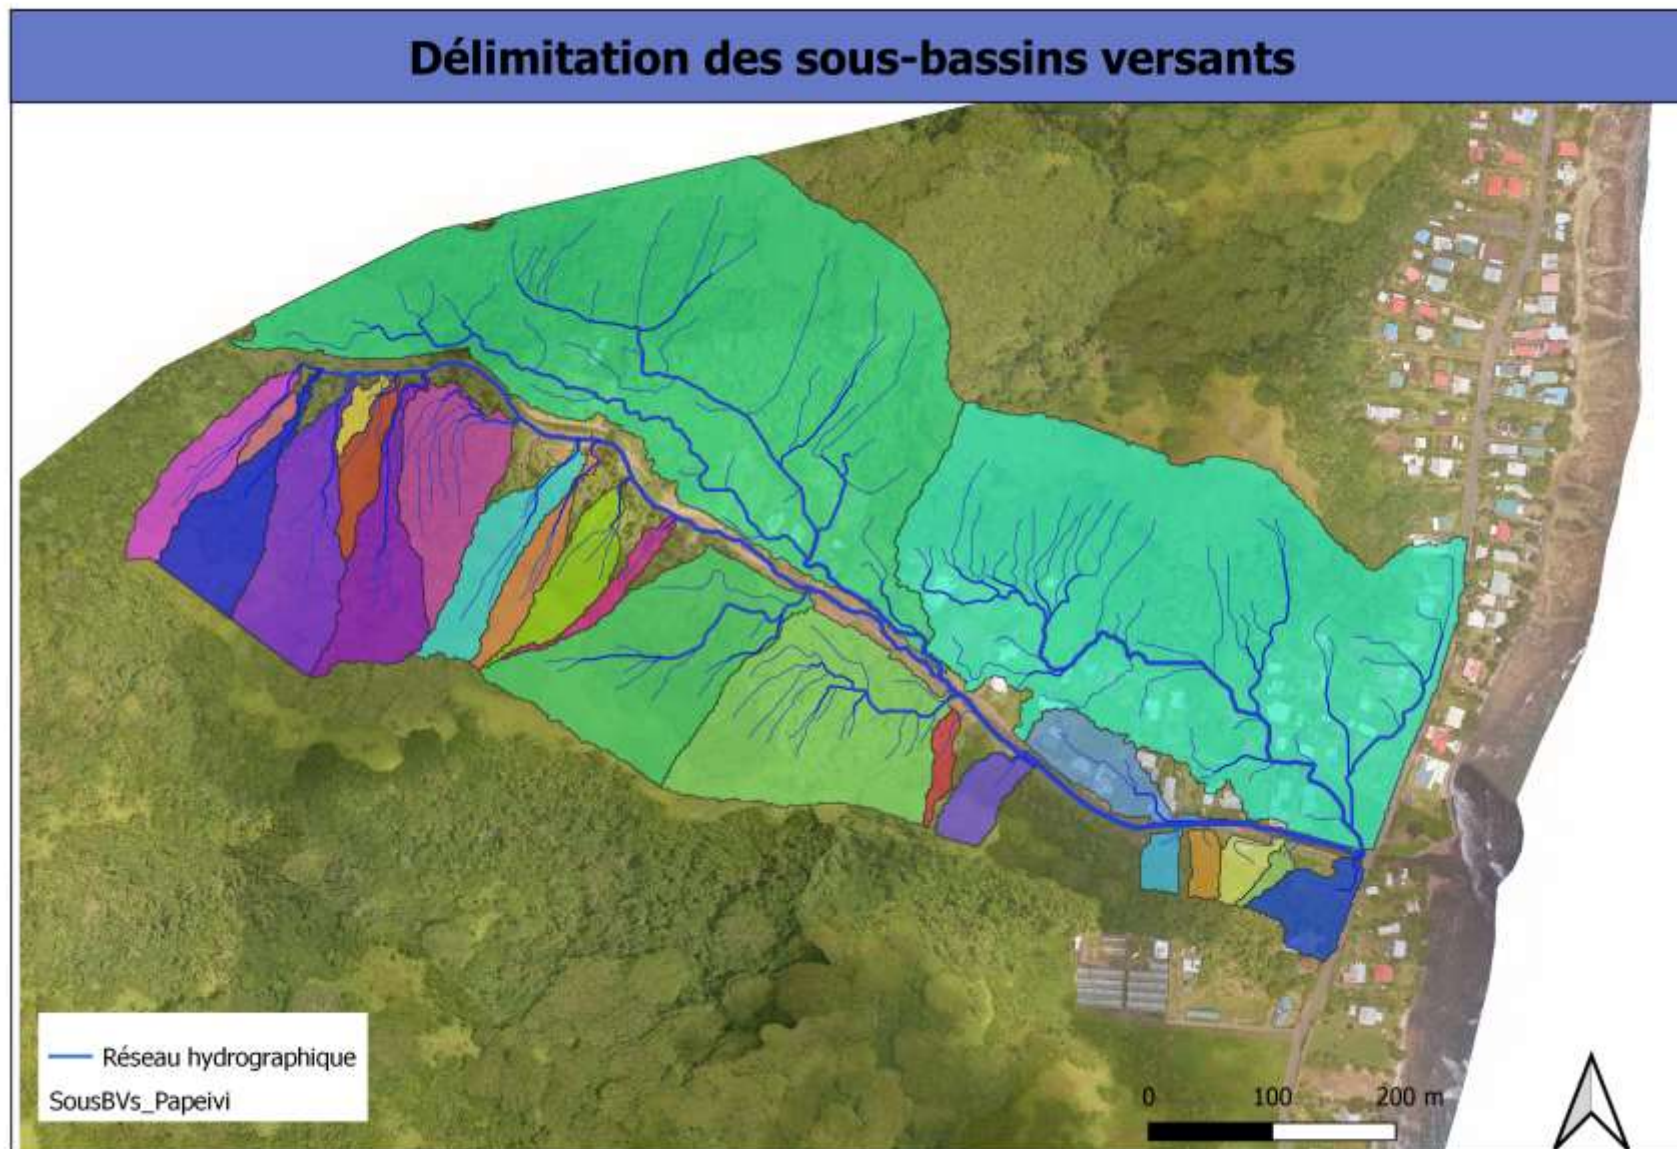 Délimitation des sous-bassins versants
Réseau hydrographique
SousBVs_Papeivi
0 100 200 m